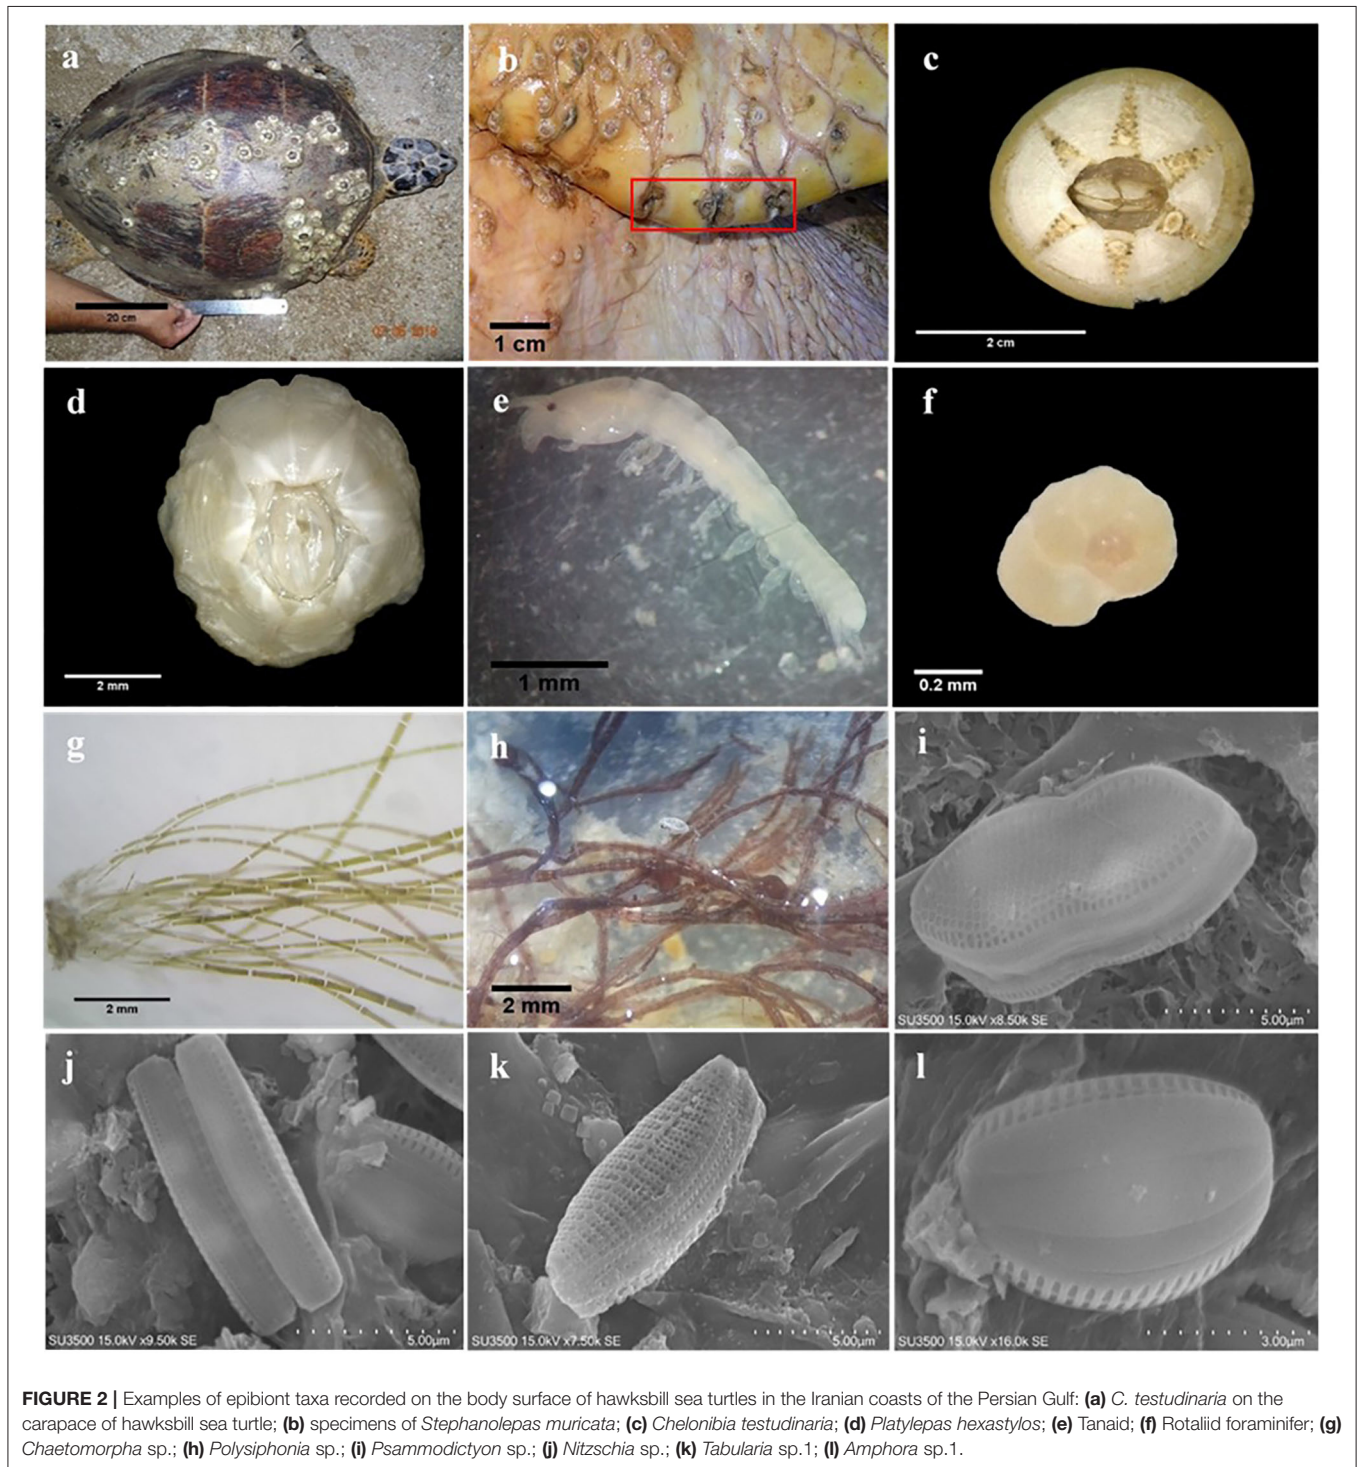 a
b
c
20 cm
07 05 2019
1 cm
2 cm
d
e
f
2 mm
1 mm
0.2 mm
g
h
i
2 mm
2 mm
SU3500 15.0kV x8.50k SE 5.00µm
j
k
l
SU3500 15.0kV x9.50k SE 5.00µm
SU3500 15.0kV x7.50k SE 5.00µm
SU3500 15.0kV x16.0k SE 3.00µm
FIGURE 2 | Examples of epibiont taxa recorded on the body surface of hawksbill sea turtles in the Iranian coasts of the Persian Gulf: (a) C. testudinaria on the
carapace of hawksbill sea turtle; (b) specimens of Stephanolepas muricata; (c) Chelonibia testudinaria; (d) Platylepas hexastylos; (e) Tanaid; (f) Rotaliid foraminifer; (g)
Chaetomorpha sp.; (h) Polysiphonia sp.; (i) Psammodictyon sp.; (j) Nitzschia sp.; (k) Tabularia sp.1; (l) Amphora sp.1.